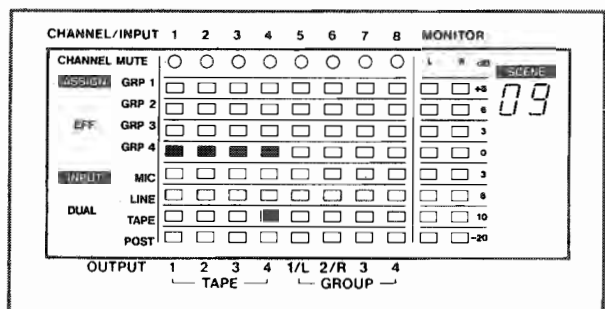 CHANNEL/INPUT 1 2 3 4 5 6 7 8 MONITOR
CHANNEL MUTE L R dB
ASSIGN GRP 1 +8 SCENE
GRP 2 6 09
EFF GRP 3 3
GRP 4 0
INPUT MIC 3
LINE 6
DUAL TAPE 10
POST -20
OUTPUT 1 2 3 4 1/L 2/R 3 4
TAPE GROUP